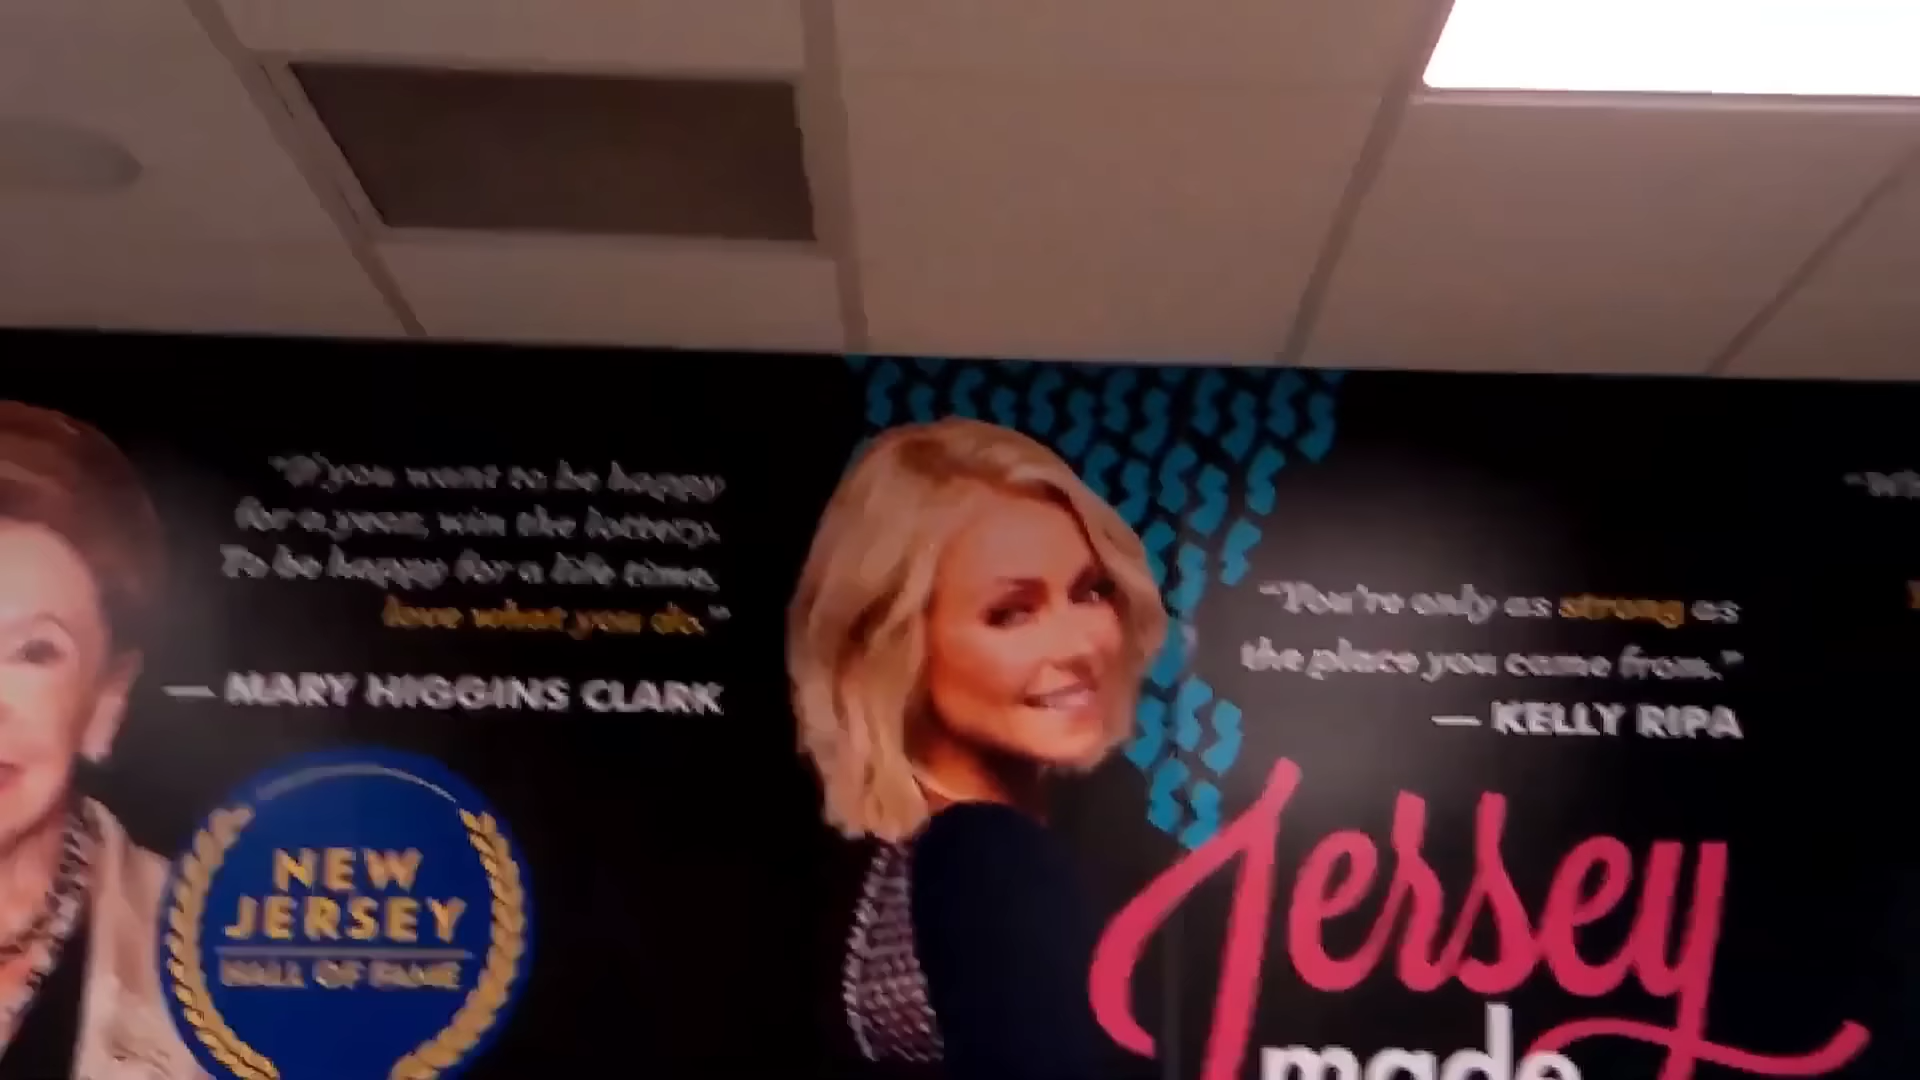 "If you want to be happy
for a year, win the lottery.
To be happy for a life time,
love what you do."
— MARY HIGGINS CLARK
NEW
JERSEY
HALL OF FAME
"You're only as strong as
the place you came from."
— KELLY RIPA
Jersey
made